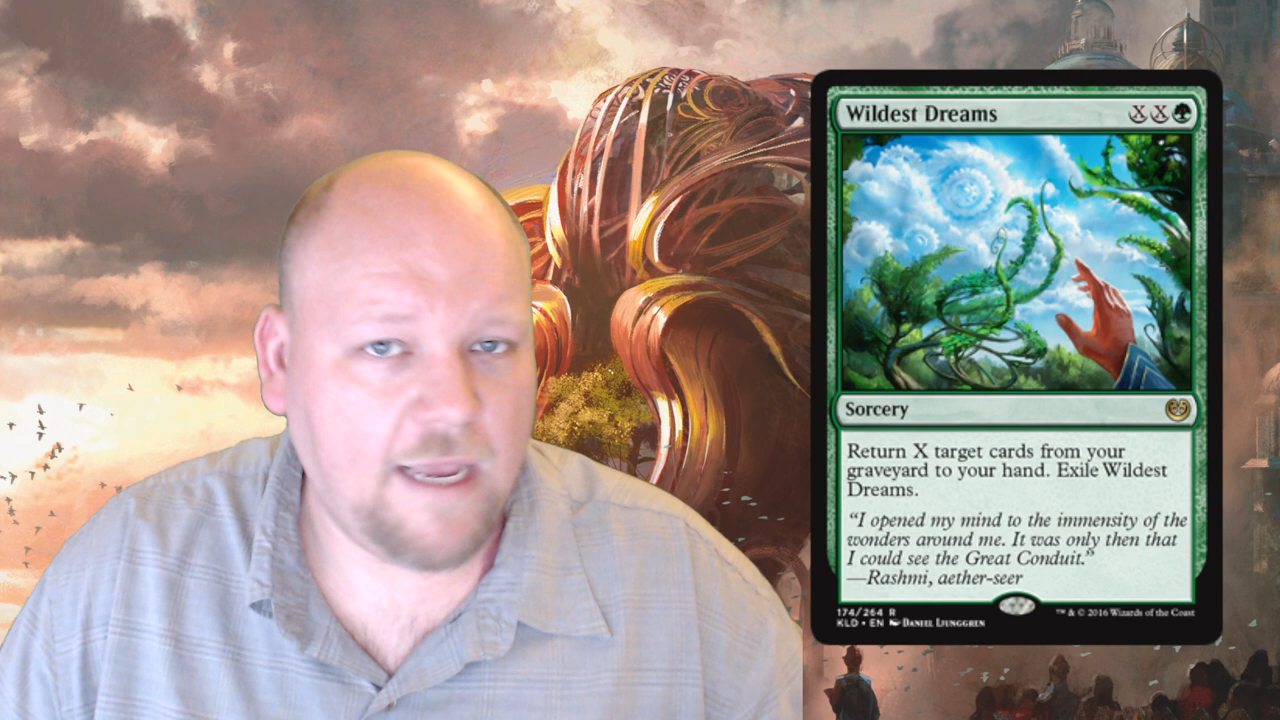 Wildest Dreams XX
Sorcery
Return X target cards from your
graveyard to your hand. Exile Wildest
Dreams.
“I opened my mind to the immensity of the
wonders around me. It was only then that
I could see the Great Conduit.”
—Rashmi, aether-seer
174/264 R
KLD • EN Daniel Ljunggren
™ & © 2016 Wizards of the Coast